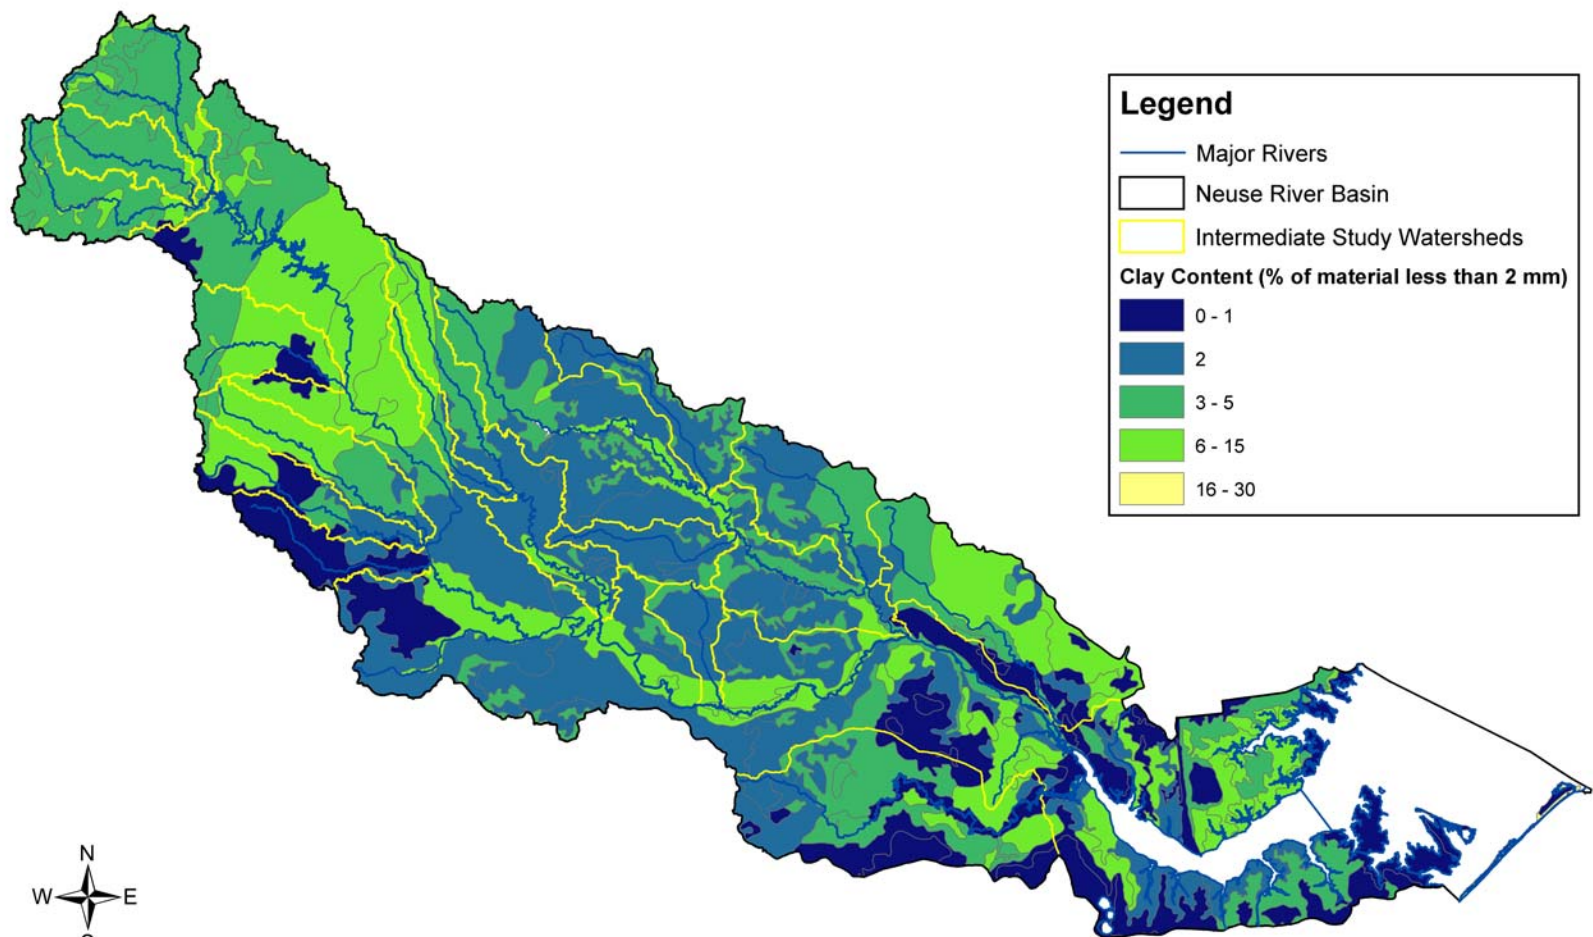 Legend
Major Rivers
Neuse River Basin
Intermediate Study Watersheds
Clay Content (% of material less than 2 mm)
0 - 1
2
3 - 5
6 - 15
16 - 30
N
W E